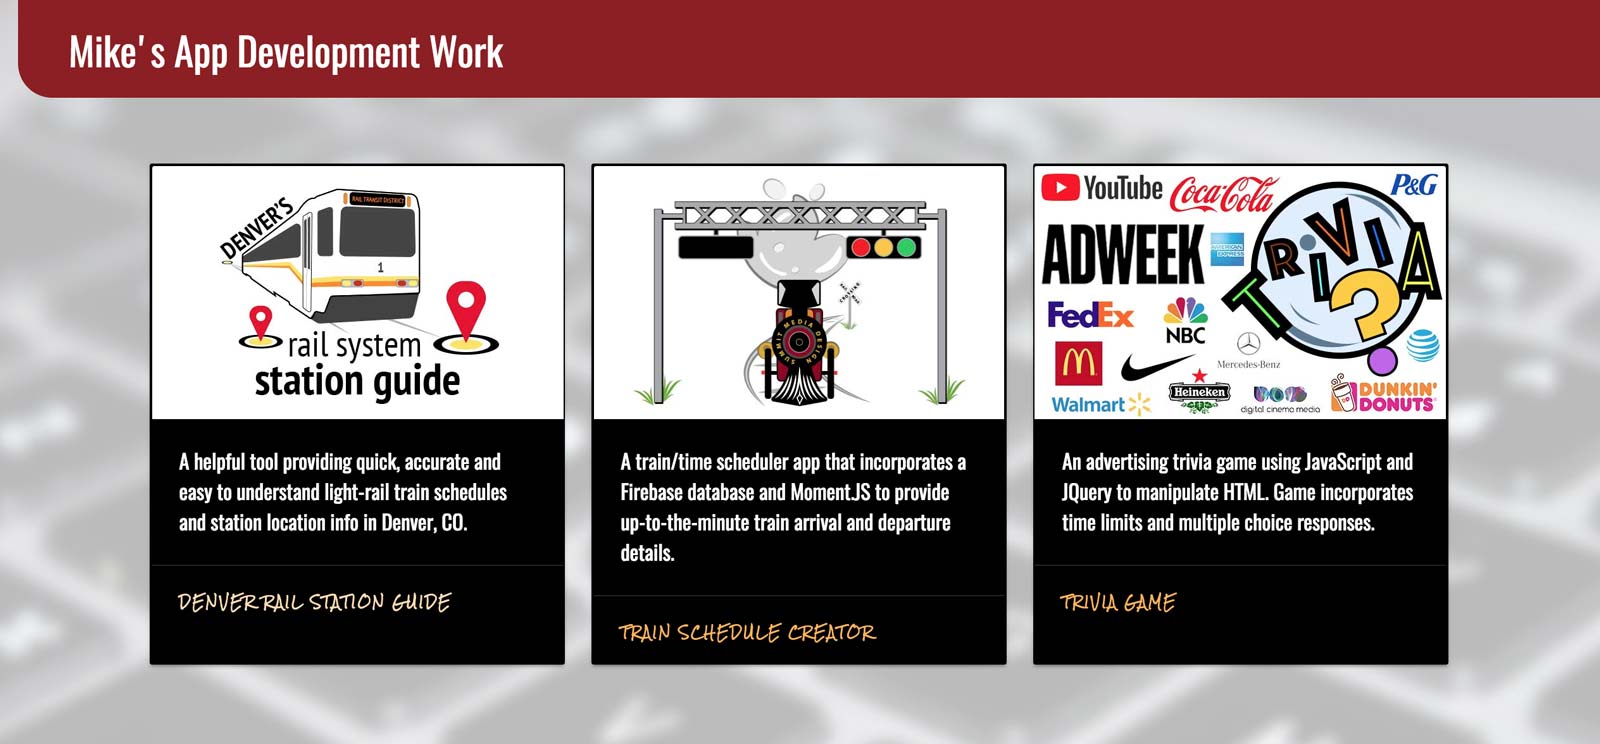 Mike's App Development Work
DENVER'S
RAIL TRANSIT DISTRICT
1
rail system
station guide
A helpful tool providing quick, accurate and
easy to understand light-rail train schedules
and station location info in Denver, CO.
DENVER RAIL STATION GUIDE
CROSSING
SUMMIT MEDIA DESIGN
A train/time scheduler app that incorporates a
Firebase database and MomentJS to provide
up-to-the-minute train arrival and departure
details.
TRAIN SCHEDULE CREATOR
YouTube
Coca-Cola
P&G
ADWEEK
AMERICAN
EXPRESS
TRiViA
?
FedEx
NBC
Mercedes-Benz
at&t
Walmart
Heineken
dcm
digital cinema media
DUNKIN'
DONUTS
An advertising trivia game using JavaScript and
JQuery to manipulate HTML. Game incorporates
time limits and multiple choice responses.
TRIVIA GAME